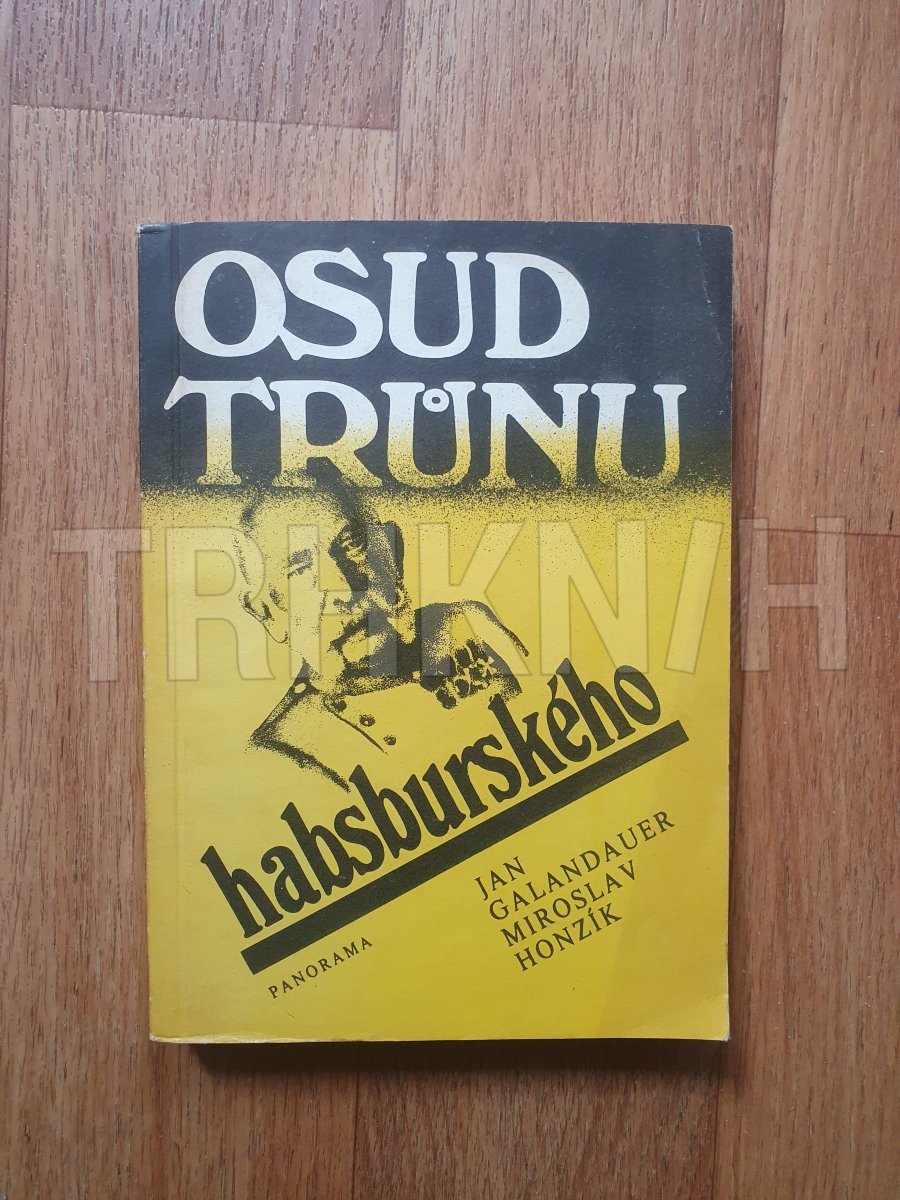 OSUD
TRŮNU
TRHKNIH
habsburského
JAN
GALANDAUER
MIROSLAV
HONZÍK
PANORAMA